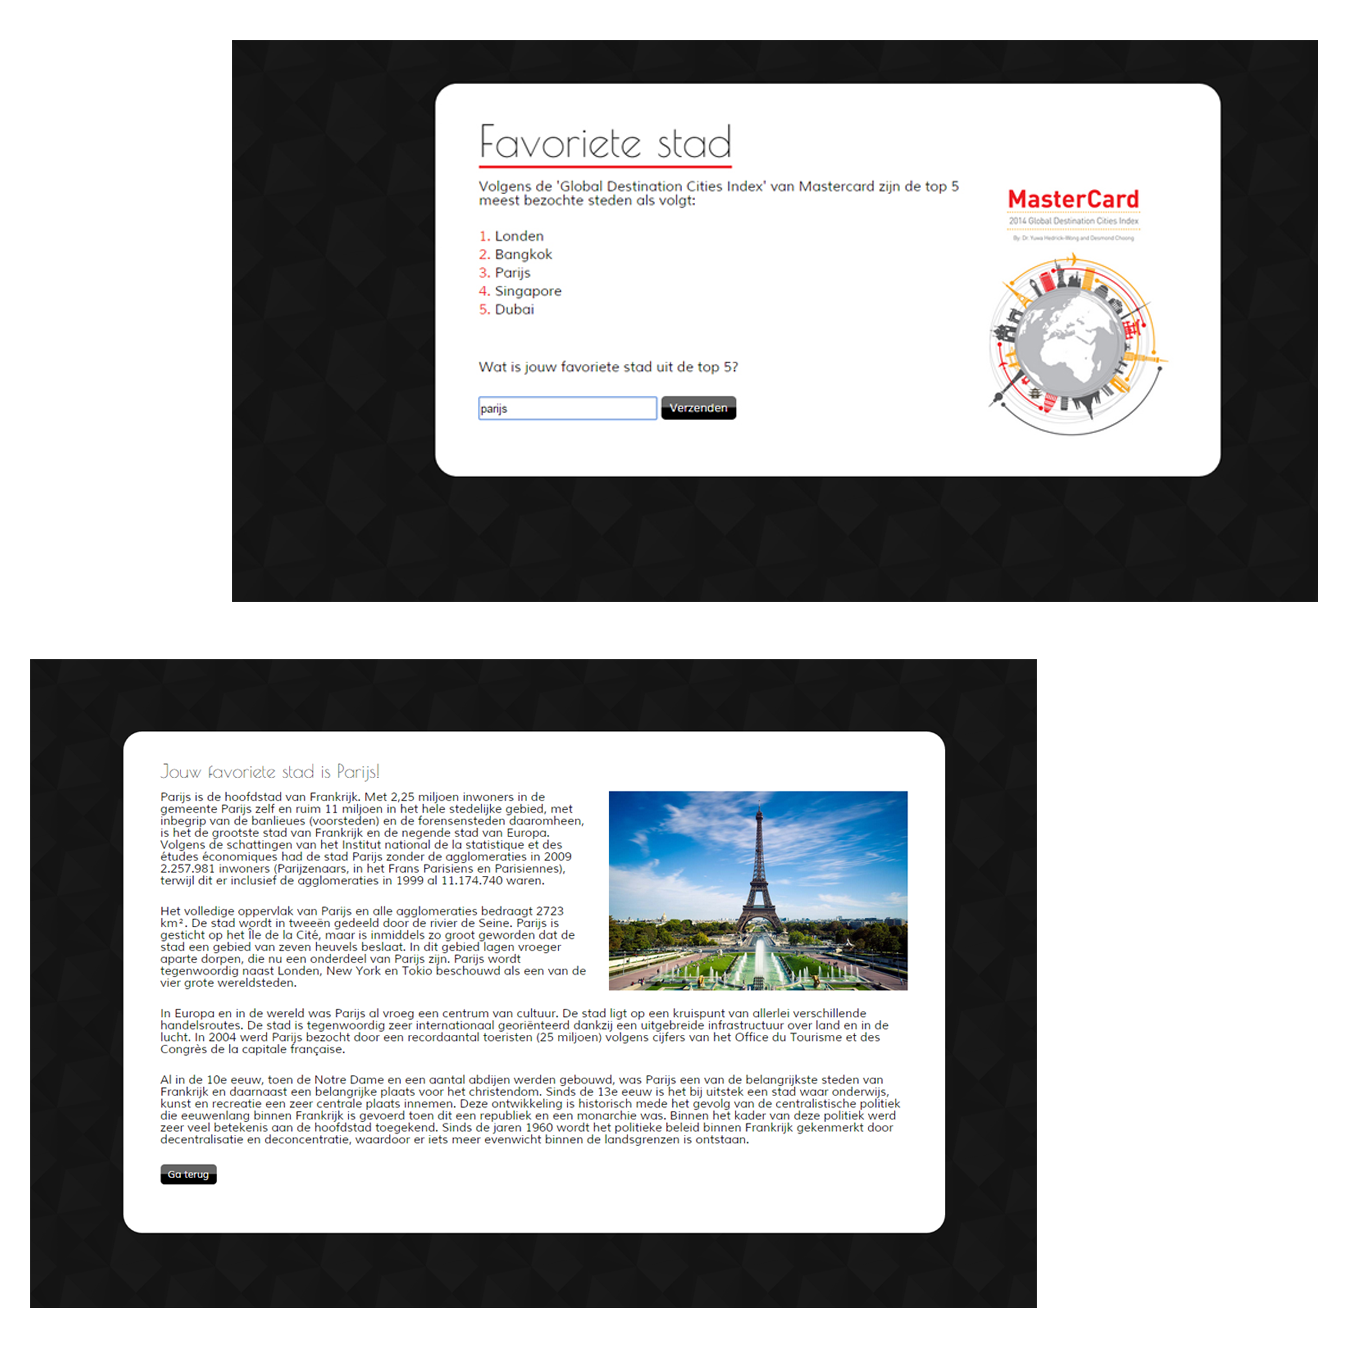 Favoriete stad
Volgens de 'Global Destination Cities Index' van Mastercard zijn de top 5
meest bezochte steden als volgt:
1. Londen
2. Bangkok
3. Parijs
4. Singapore
5. Dubai
Wat is jouw favoriete stad uit de top 5?
parijs
Verzenden
MasterCard
2014 Global Destination Cities Index
By: Dr. Yuwa Hedrick-Wong and Desmond Choong
Jouw favoriete stad is Parijs!
Parijs is de hoofdstad van Frankrijk. Met 2,25 miljoen inwoners in de
gemeente Parijs zelf en ruim 11 miljoen in het hele stedelijke gebied, met
inbegrip van de banlieues (voorsteden) en de forensensteden daaromheen,
is het de grootste stad van Frankrijk en de negende stad van Europa.
Volgens de schattingen van het Institut national de la statistique et des
études économiques had de stad Parijs zonder de agglomeraties in 2009
2.257.981 inwoners (Parijzenaars, in het Frans Parisiens en Parisiennes),
terwijl dit er inclusief de agglomeraties in 1999 al 11.174.740 waren.
Het volledige oppervlak van Parijs en alle agglomeraties bedraagt 2723
km². De stad wordt in tweeën gedeeld door de rivier de Seine. Parijs is
gesticht op het Île de la Cité, maar is inmiddels zo groot geworden dat de
stad een gebied van zeven heuvels beslaat. In dit gebied lagen vroeger
aparte dorpen, die nu een onderdeel van Parijs zijn. Parijs wordt
tegenwoordig naast Londen, New York en Tokio beschouwd als een van de
vier grote wereldsteden.
In Europa en in de wereld was Parijs al vroeg een centrum van cultuur. De stad ligt op een kruispunt van allerlei verschillende
handelsroutes. De stad is tegenwoordig zeer internationaal georiënteerd dankzij een uitgebreide infrastructuur over land en in de
lucht. In 2004 werd Parijs bezocht door een recordaantal toeristen (25 miljoen) volgens cijfers van het Office du Tourisme et des
Congrès de la capitale française.
Al in de 10e eeuw, toen de Notre Dame en een aantal abdijen werden gebouwd, was Parijs een van de belangrijkste steden van
Frankrijk en daarnaast een belangrijke plaats voor het christendom. Sinds de 13e eeuw is het bij uitstek een stad waar onderwijs,
kunst en recreatie een zeer centrale plaats innemen. Deze ontwikkeling is historisch mede het gevolg van de centralistische politiek
die eeuwenlang binnen Frankrijk is gevoerd toen dit een republiek en een monarchie was. Binnen het kader van deze politiek werd
zeer veel betekenis aan de hoofdstad toegekend. Sinds de jaren 1960 wordt het politieke beleid binnen Frankrijk gekenmerkt door
decentralisatie en deconcentratie, waardoor er iets meer evenwicht binnen de landsgrenzen is ontstaan.
Ga terug